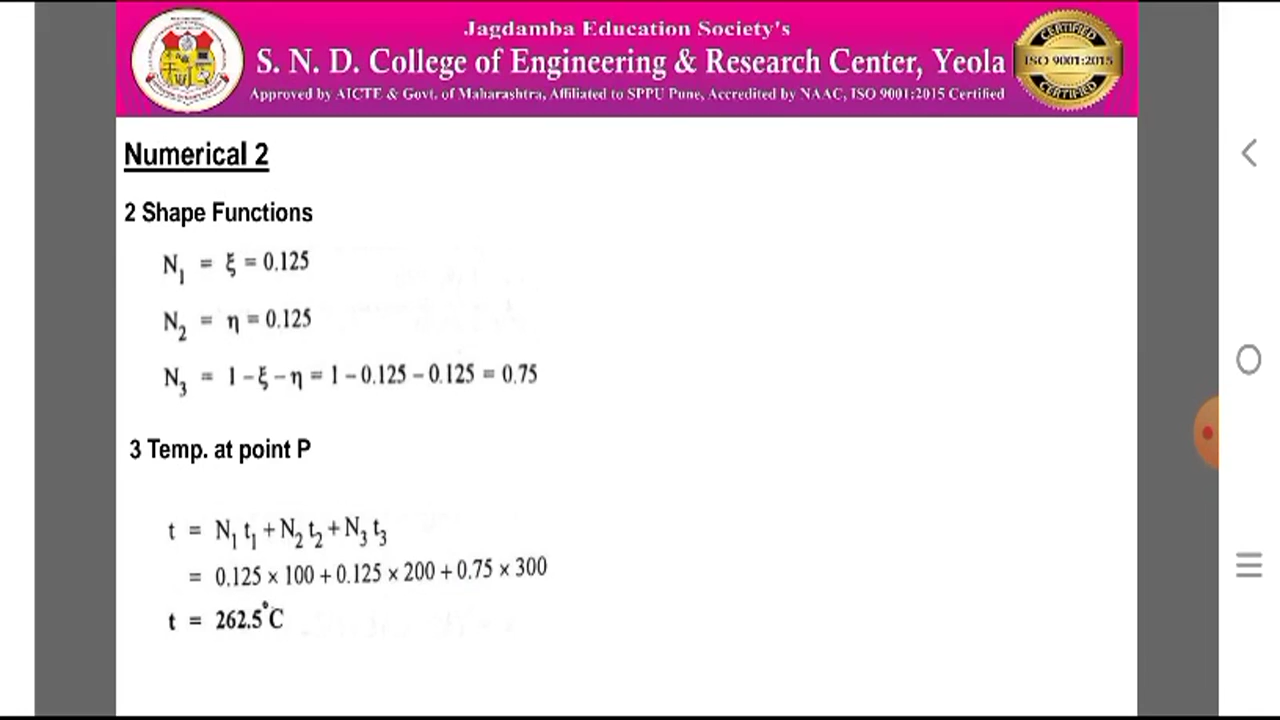 Jagdamba Education Society's
S. N. D. College of Engineering & Research Center, Yeola
Approved by AICTE & Govt. of Maharashtra, Affiliated to SPPU Pune, Accredited by NAAC, ISO 9001:2015 Certified
CERTIFIED
ISO 9001:2015
CERTIFIED
Numerical 2
2 Shape Functions
N₁ = ξ = 0.125
N₂ = η = 0.125
N₃ = 1 – ξ – η = 1 – 0.125 – 0.125 = 0.75
3 Temp. at point P
t = N₁ t₁ + N₂ t₂ + N₃ t₃
= 0.125 × 100 + 0.125 × 200 + 0.75 × 300
t = 262.5°C